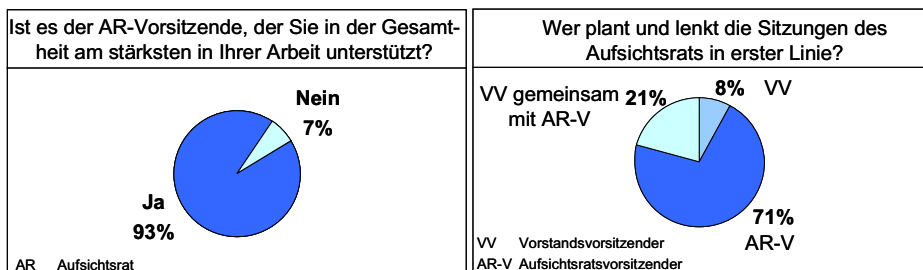 Ist es der AR-Vorsitzende, der Sie in der Gesamt-
heit am stärksten in Ihrer Arbeit unterstützt?
Nein
7%
Ja
93%
AR Aufsichtsrat
Wer plant und lenkt die Sitzungen des
Aufsichtsrats in erster Linie?
VV gemeinsam 21% 8% VV
mit AR-V
71%
AR-V
VV Vorstandsvorsitzender
AR-V Aufsichtsratsvorsitzender